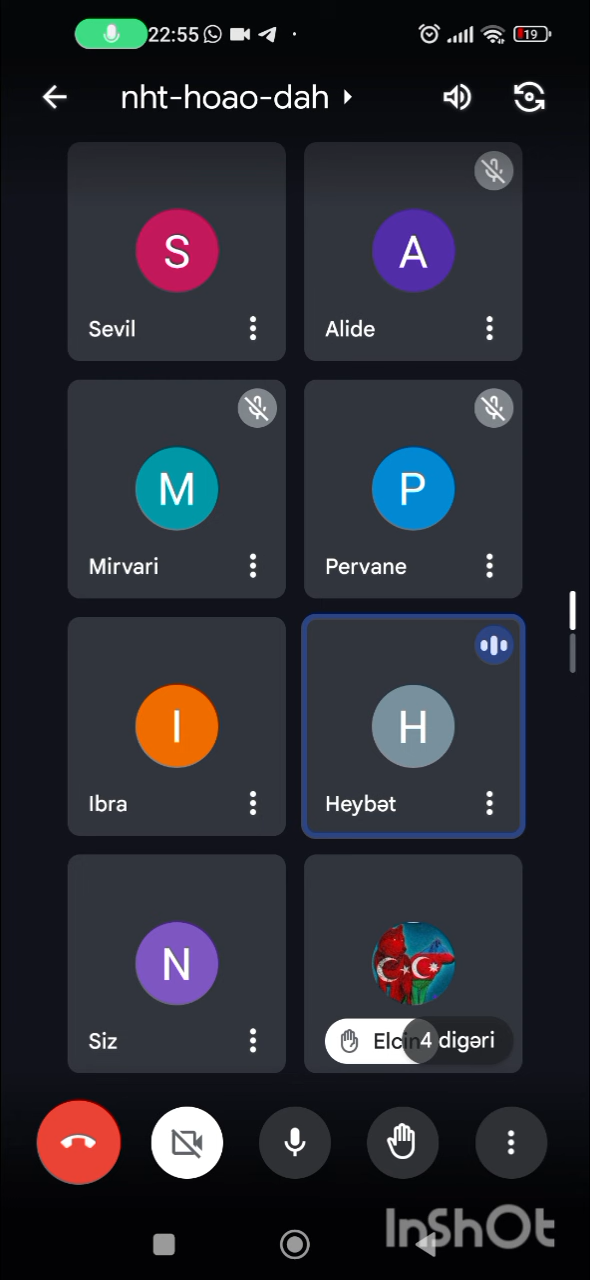 22:55
19
nht-hoao-dah
S
A
Sevil
Alide
M
P
Mirvari
Pervane
I
H
Ibra
Heybət
N
Siz
Elcin 4 digəri
InShOt